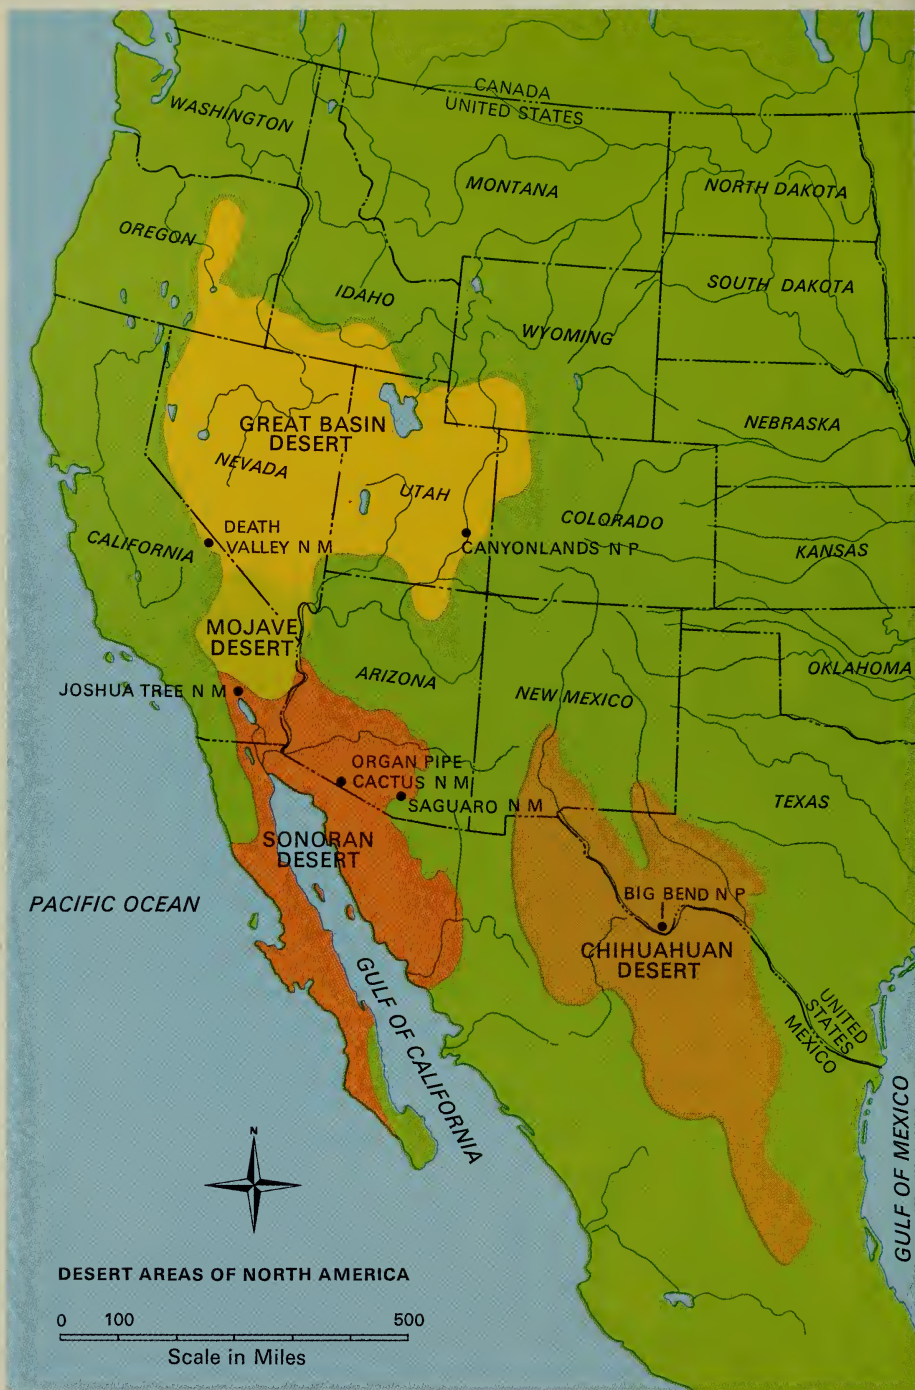 CANADA
UNITED STATES
WASHINGTON
MONTANA
NORTH DAKOTA
OREGON
IDAHO
SOUTH DAKOTA
WYOMING
GREAT BASIN
DESERT
NEVADA
NEBRASKA
UTAH
COLORADO
CALIFORNIA
DEATH
VALLEY N M
CANYONLANDS N P
KANSAS
MOJAVE
DESERT
JOSHUA TREE N M
ARIZONA
NEW MEXICO
OKLAHOMA
ORGAN PIPE
CACTUS N M
SAGUARO N M
TEXAS
SONORAN
DESERT
PACIFIC OCEAN
BIG BEND N P
CHIHUAHUAN
DESERT
GULF OF CALIFORNIA
UNITED
STATES
MEXICO
GULF OF MEXICO
N
DESERT AREAS OF NORTH AMERICA
0 100 500
Scale in Miles